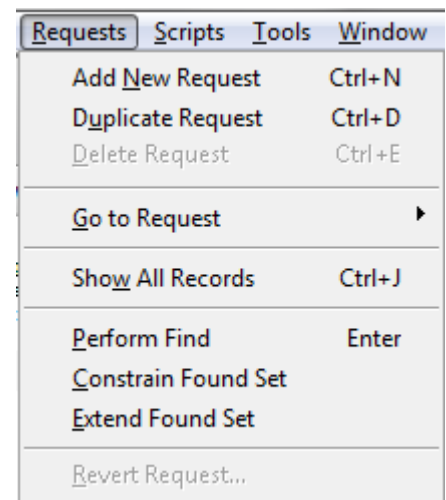 Requests Scripts Tools Window
Add New Request Ctrl+N
Duplicate Request Ctrl+D
Delete Request Ctrl+E
Go to Request
Show All Records Ctrl+J
Perform Find Enter
Constrain Found Set
Extend Found Set
Revert Request...